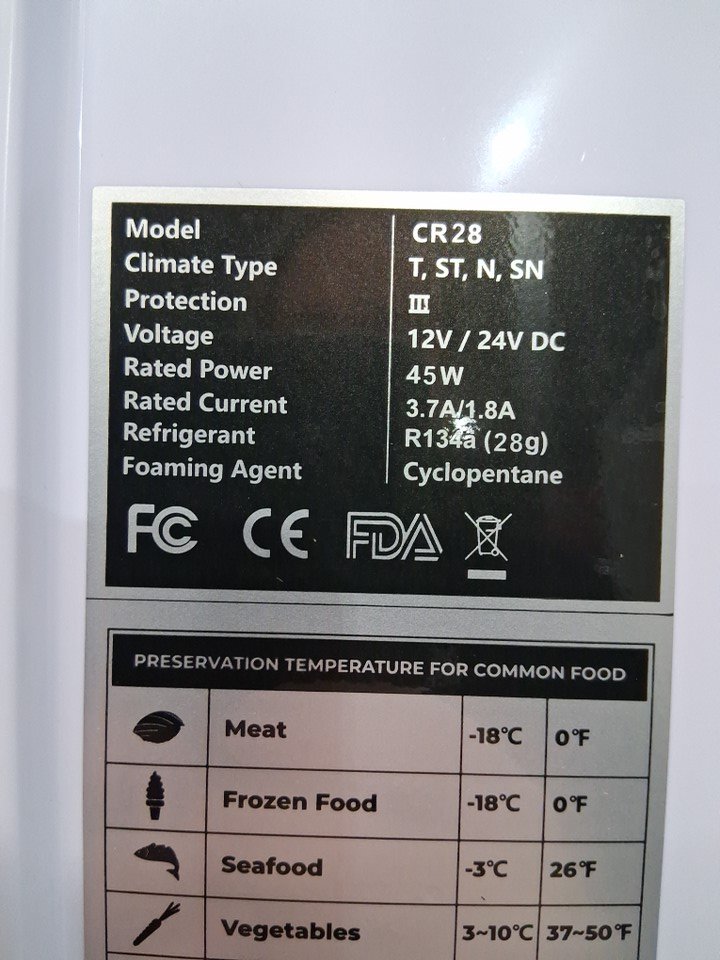 Model CR28
Climate Type T, ST, N, SN
Protection III
Voltage 12V / 24V DC
Rated Power 45W
Rated Current 3.7A/1.8A
Refrigerant R134a (28g)
Foaming Agent Cyclopentane
FC CE FDA
PRESERVATION TEMPERATURE FOR COMMON FOOD
Meat -18℃ 0℉
Frozen Food -18℃ 0℉
Seafood -3℃ 26℉
Vegetables 3~10℃ 37~50℉